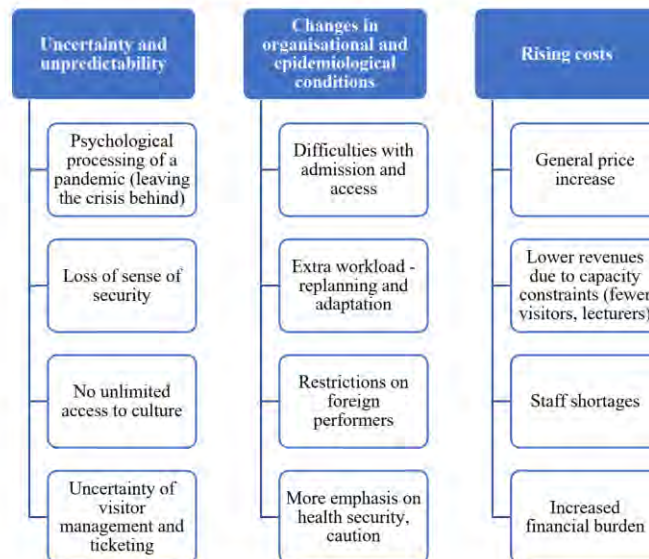 Uncertainty and
unpredictability
Psychological
processing of a
pandemic (leaving
the crisis behind)
Loss of sense of
security
No unlimited
access to culture
Uncertainty of
visitor
management and
ticketing
Changes in
organisational and
epidemiological
conditions
Difficulties with
admission and
access
Extra workload -
replanning and
adaptation
Restrictions on
foreign
performers
More emphasis on
health security,
caution
Rising costs
General price
increase
Lower revenues
due to capacity
constraints (fewer
visitors, lecturers)
Staff shortages
Increased
financial burden